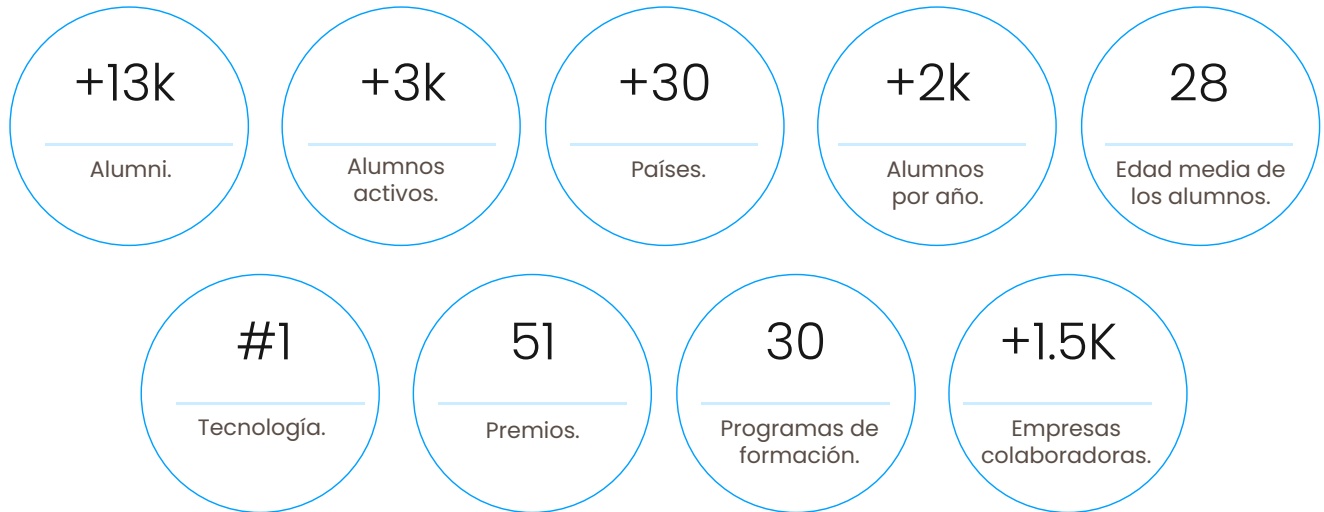 +13k
Alumni.
+3k
Alumnos
activos.
+30
Países.
+2k
Alumnos
por año.
28
Edad media de
los alumnos.
#1
Tecnología.
51
Premios.
30
Programas de
formación.
+1.5K
Empresas
colaboradoras.